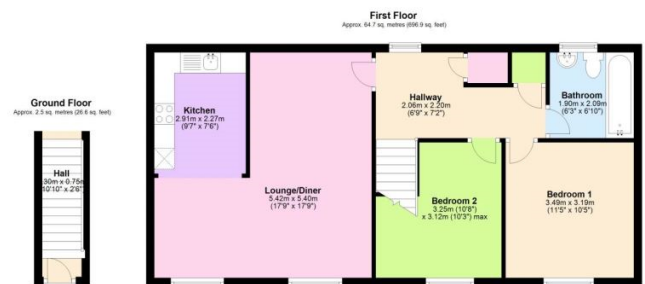 First Floor
Approx. 64.7 sq. metres (696.9 sq. feet)
Kitchen
2.91m x 2.27m
(9'7" x 7'6")
Hallway
2.06m x 2.20m
(6'9" x 7'2")
Bathroom
1.90m x 2.09m
(6'3" x 6'10")
Lounge/Diner
5.42m x 5.40m
(17'9" x 17'9")
Bedroom 2
3.25m (10'8")
x 3.12m (10'3") max
Bedroom 1
3.49m x 3.19m
(11'5" x 10'5")
Ground Floor
Approx. 2.5 sq. metres (26.6 sq. feet)
Hall
.30m x 0.75m
10'10" x 2'6"